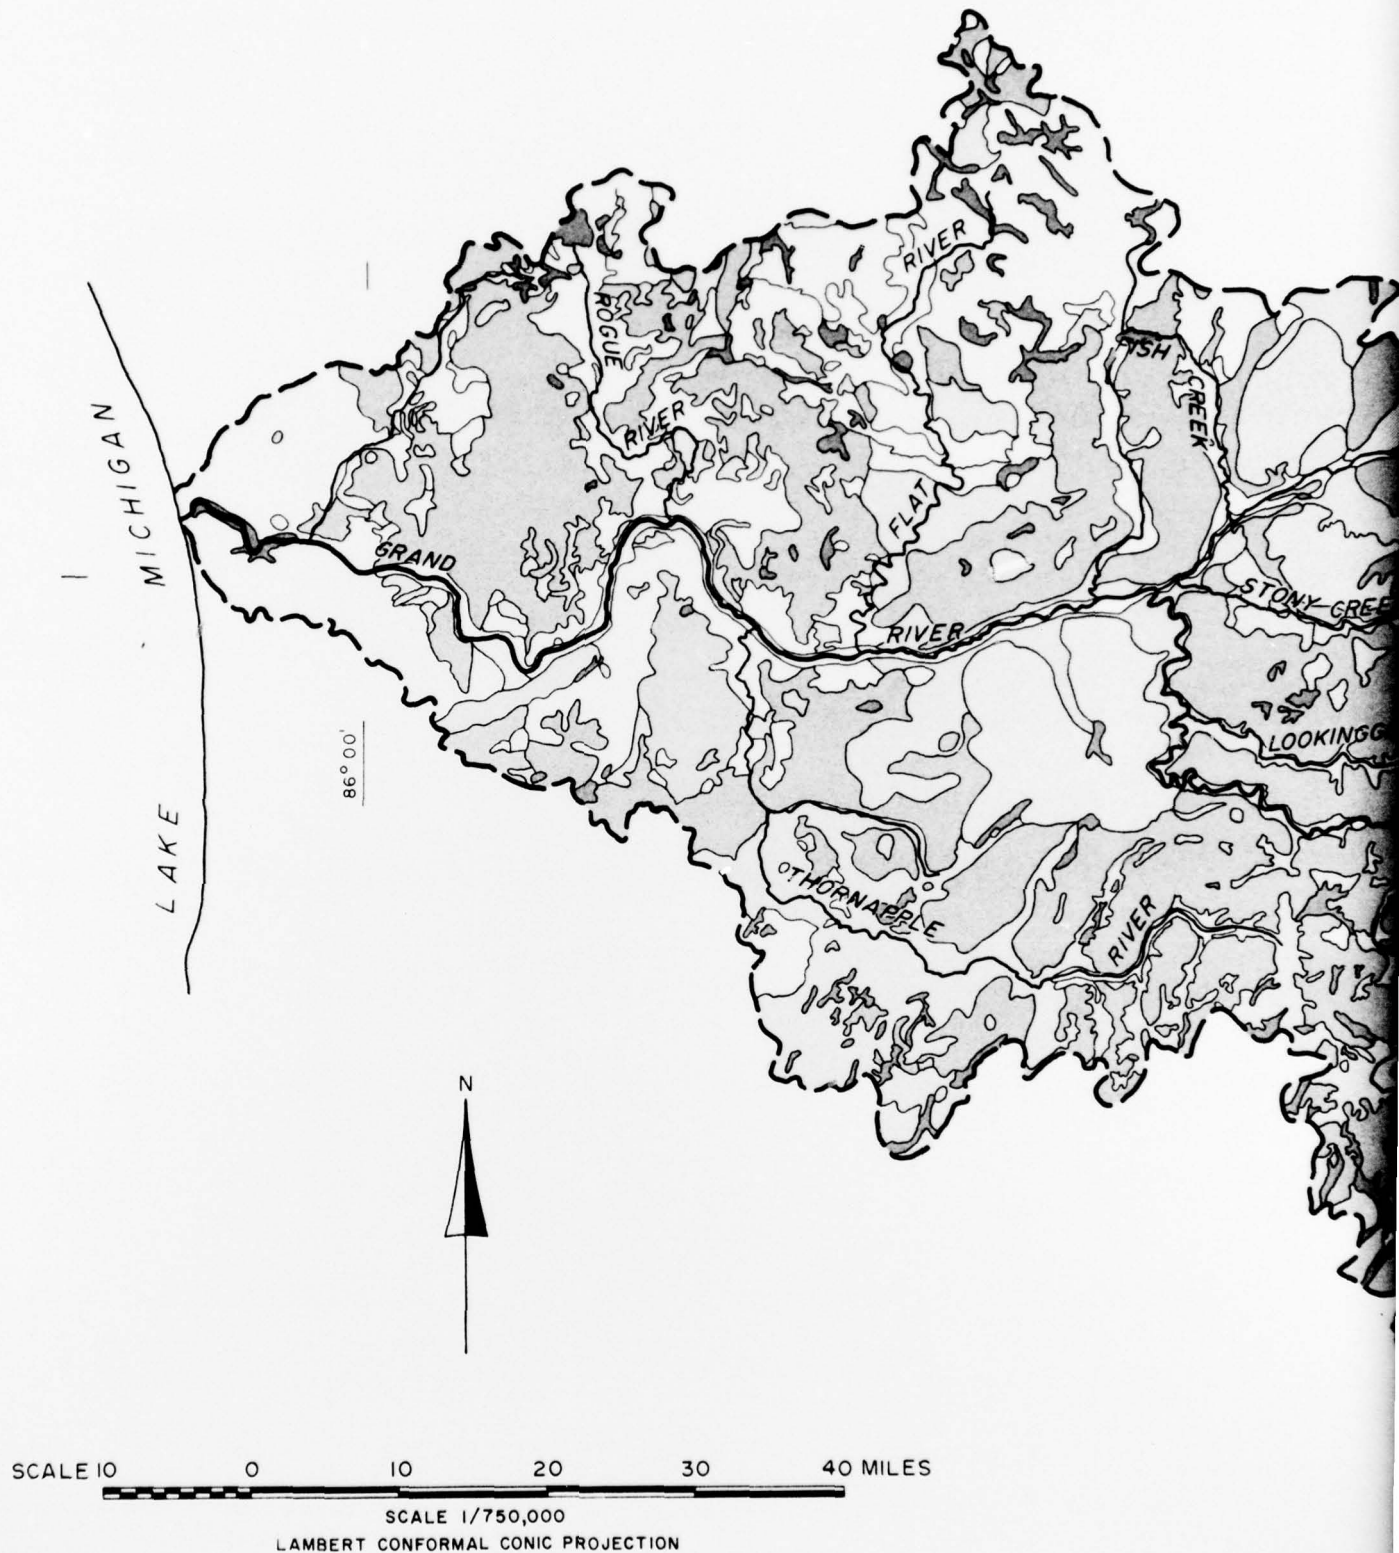 RIVER
ROGUE
FISH
CREEK
MICHIGAN
RIVER
FLAT
GRAND
STONY CREE
RIVER
LOOKINGG
86°00'
LAKE
THORNAPPLE
RIVER
N
SCALE 10 0 10 20 30 40 MILES
SCALE 1/750,000
LAMBERT CONFORMAL CONIC PROJECTION